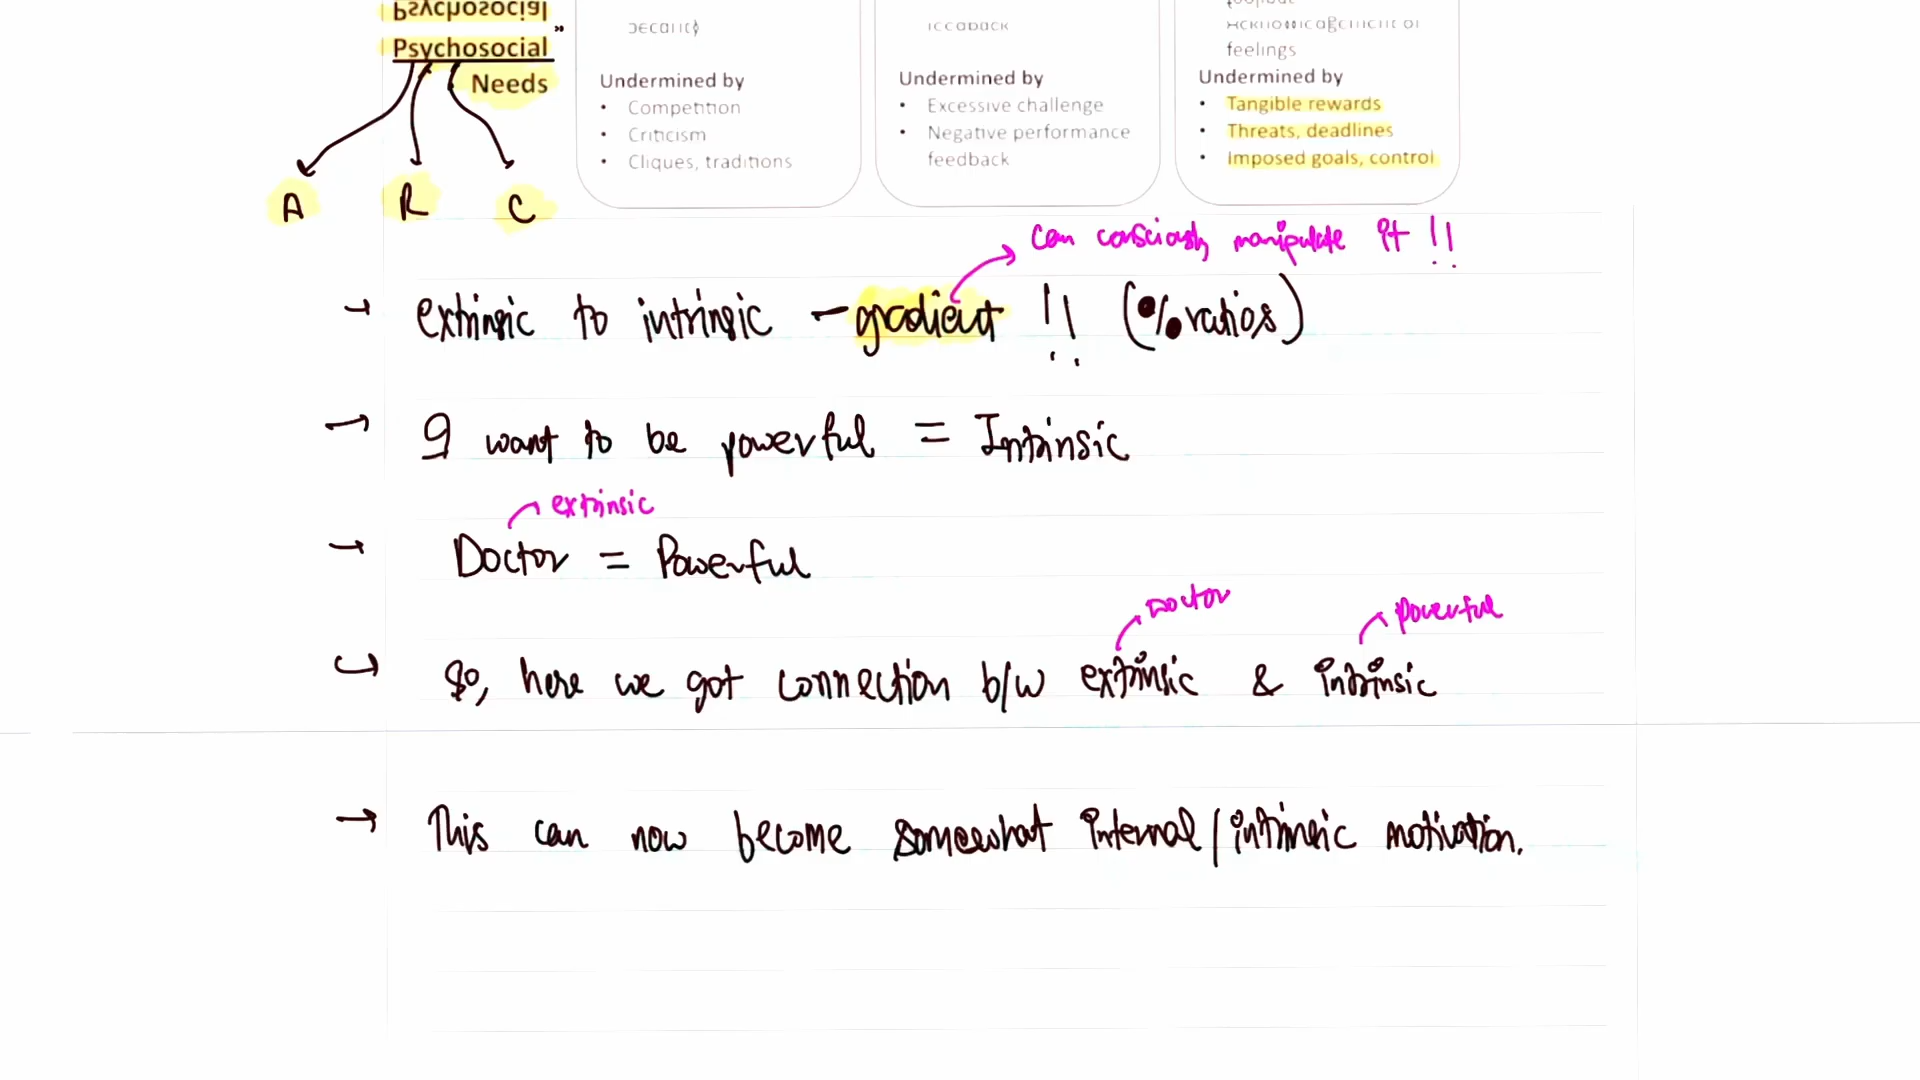 Psychosocial
Psychosocial
Needs
A R C
Undermined by
• Competition
• Criticism
• Cliques, traditions
feedback
Undermined by
• Excessive challenge
• Negative performance
feedback
feelings
Undermined by
• Tangible rewards
• Threats, deadlines
• Imposed goals, control
can consciously manipulate it !!
→ extrinsic to intrinsic - gradient !! (% ratios)
→ I want to be powerful = Intrinsic
extrinsic
→ Doctor = Powerful
Doctor
powerful
↪ So, here we got connection b/w extrinsic & intrinsic
→ This can now become somewhat internal/intrinsic motivation.